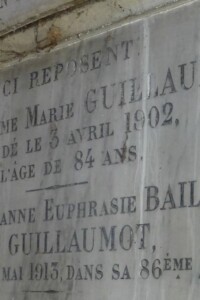 CI REPOSENT
ME MARIE GUILLAU
DÉ LE 3 AVRIL 1902,
L'ÂGE DE 84 ANS.
ANNE EUPHRASIE BAIL
GUILLAUMOT,
MAI 1913, DANS SA 86ÈME